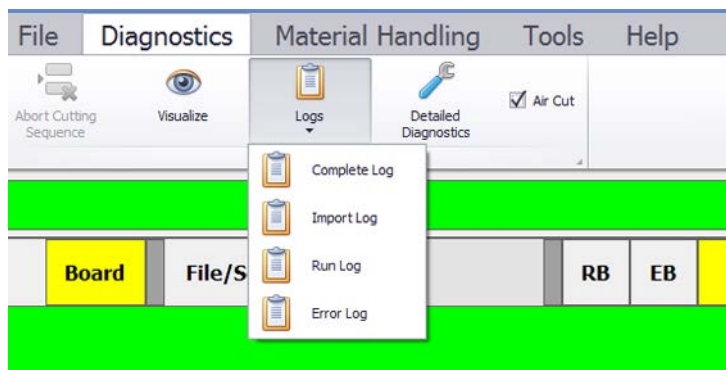 File Diagnostics Material Handling Tools Help
Abort Cutting
Sequence
Visualize
Logs
Detailed
Diagnostics
Air Cut
Complete Log
Import Log
Run Log
Error Log
Board File/S RB EB